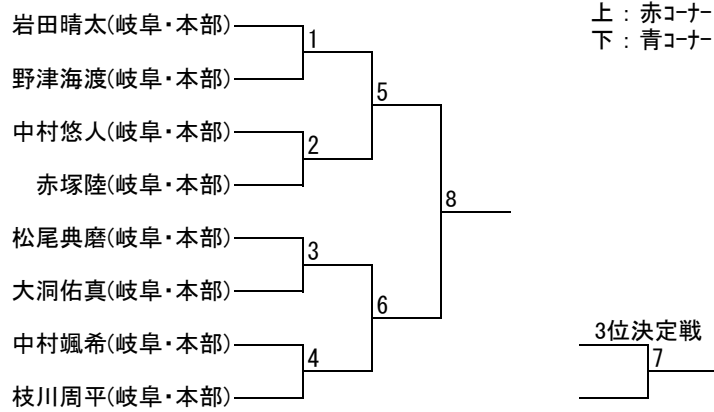 岩田晴太(岐阜・本部)
上 : 赤ｺｰﾅｰ
下 : 青ｺｰﾅｰ
1
野津海渡(岐阜・本部)
5
中村悠人(岐阜・本部)
2
赤塚陸(岐阜・本部)
8
松尾典磨(岐阜・本部)
3
大洞佑真(岐阜・本部)
6
中村颯希(岐阜・本部)
3位決定戦
4
7
枝川周平(岐阜・本部)